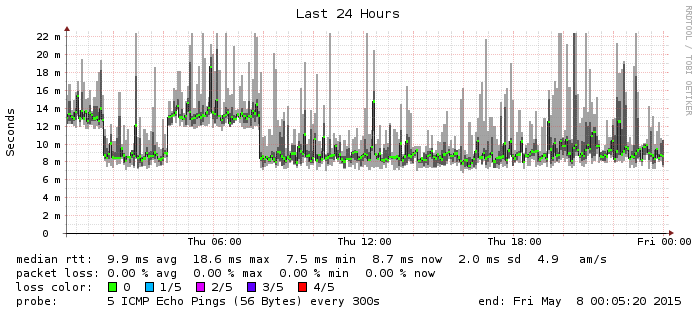 Last 24 Hours
RRDTOOL / TOBI OETIKER
Seconds
22 m
20 m
18 m
16 m
14 m
12 m
10 m
8 m
6 m
4 m
2 m
0
Thu 06:00 Thu 12:00 Thu 18:00 Fri 00:00
median rtt: 9.9 ms avg 18.6 ms max 7.5 ms min 8.7 ms now 2.0 ms sd 4.9 am/s
packet loss: 0.00 % avg 0.00 % max 0.00 % min 0.00 % now
loss color: 0 1/5 2/5 3/5 4/5
probe: 5 ICMP Echo Pings (56 Bytes) every 300s end: Fri May 8 00:05:20 2015